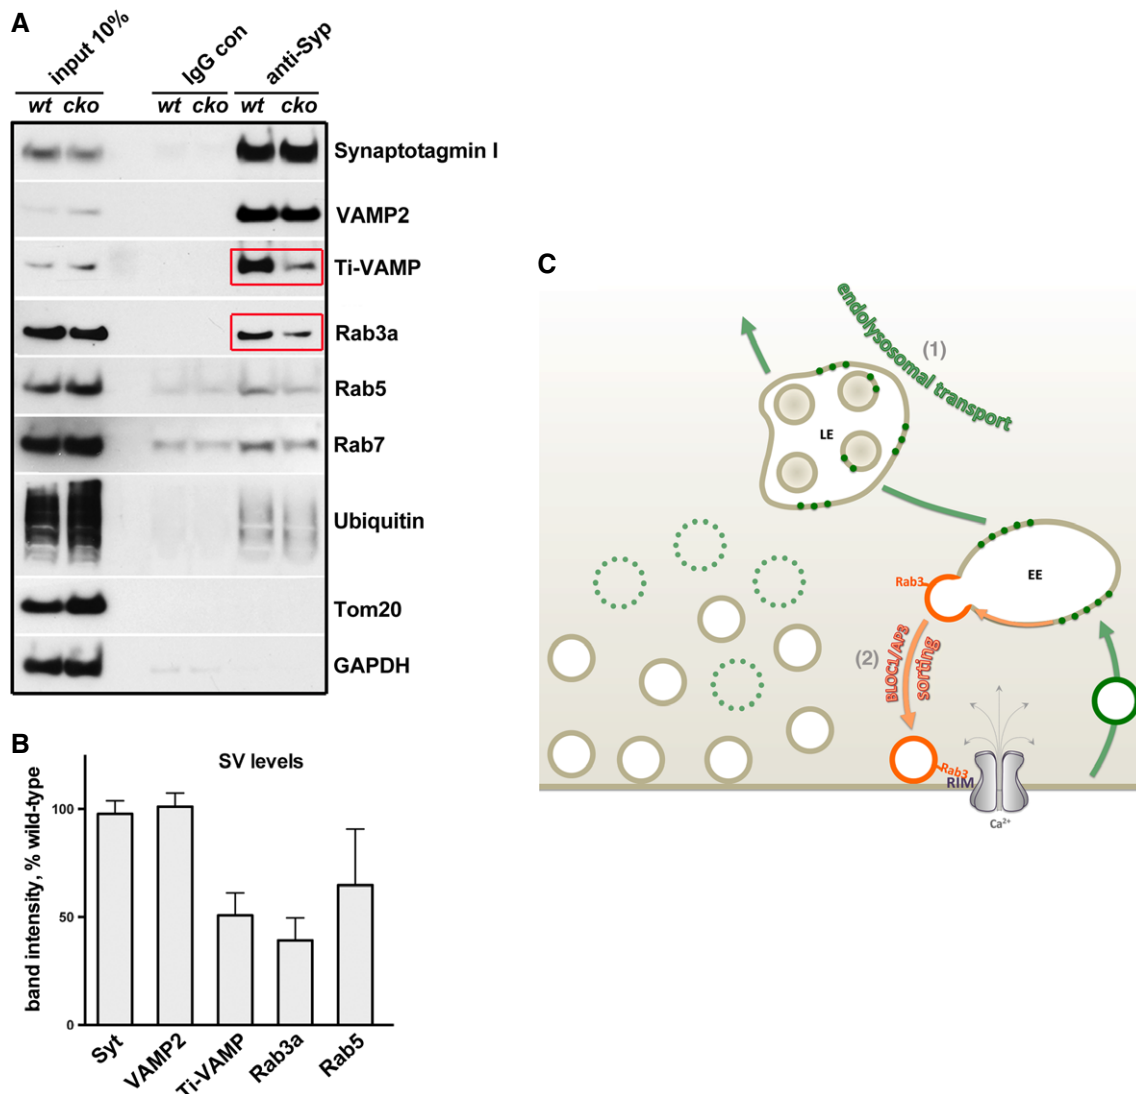 A
input 10%
IgG con
anti-Syp
wt cko
wt cko
wt cko
Synaptotagmin I
VAMP2
Ti-VAMP
Rab3a
Rab5
Rab7
Ubiquitin
Tom20
GAPDH
B
SV levels
band intensity, % wild-type
100
50
0
Syt
VAMP2
Ti-VAMP
Rab3a
Rab5
C
endolysosomal transport
(1)
LE
EE
Rab3
(2)
BLOC1/AP3
sorting
Rab3
RIM
Ca²⁺